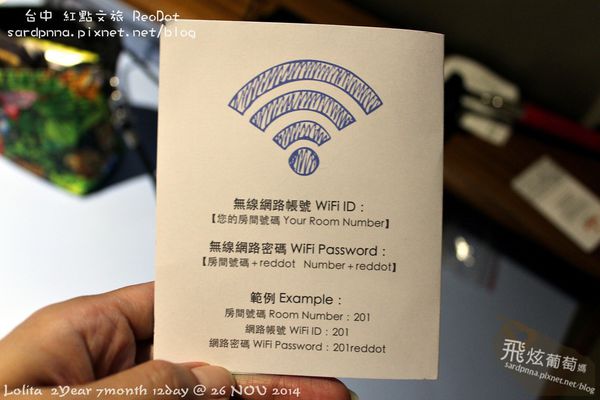 台中 紅點文旅 RedDot
sardpnna.pixnet.net/blog
無線網路帳號 WiFi ID：
【您的房間號碼 Your Room Number】
無線網路密碼 WiFi Password：
【房間號碼＋reddot Number＋reddot】
範例 Example：
房間號碼 Room Number：201
網路帳號 WiFi ID：201
網路密碼 WiFi Password：201reddot
飛炫葡萄媽
sardpnna.pixnet.net/blog
Lolita 2Year 7month 12day @ 26 NOV 2014